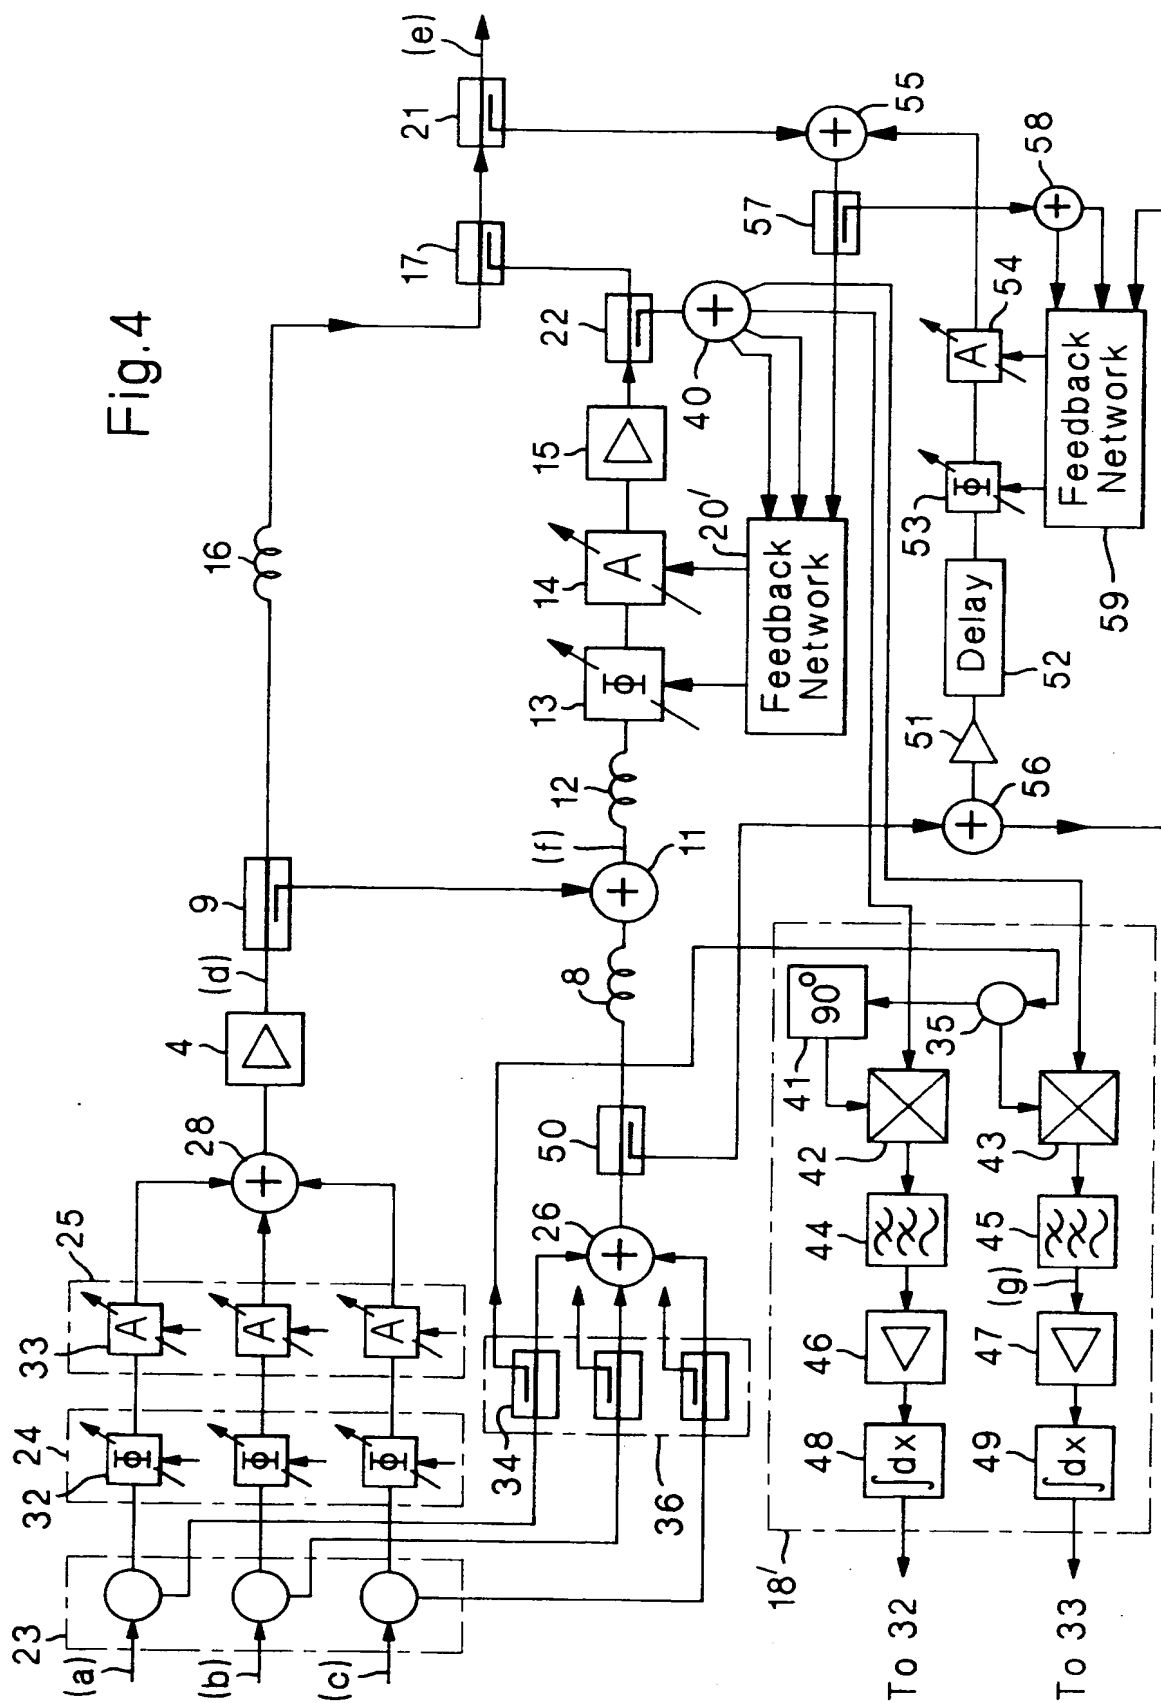 Fig.4
(a)
(b)
(c)
23
32
24
Φ
Φ
Φ
33
25
A
A
A
28
4
(d)
9
16
17
21
(e)
34
36
26
50
8
11
(f)
12
13
Φ
14
A
15
22
40
20'
Feedback
Network
57
55
58
54
A
53
Φ
Delay
52
51
56
Feedback
Network
59
18'
41
90°
35
42
43
44
45
(g)
46
47
48
∫dx
49
∫dx
To 32
To 33